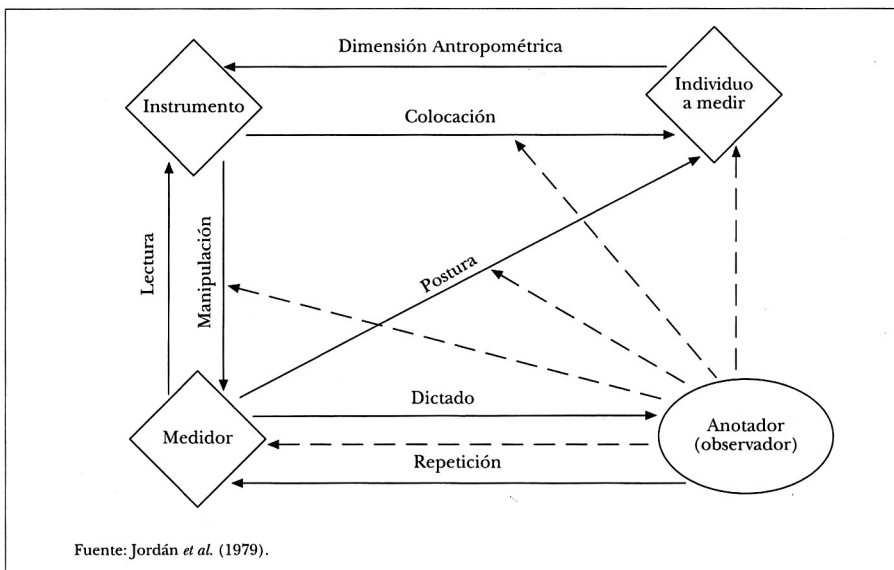 Dimensión Antropométrica
Instrumento
Individuo
a medir
Colocación
Lectura
Manipulación
Postura
Dictado
Medidor
Anotador
(observador)
Repetición
Fuente: Jordán et al. (1979).